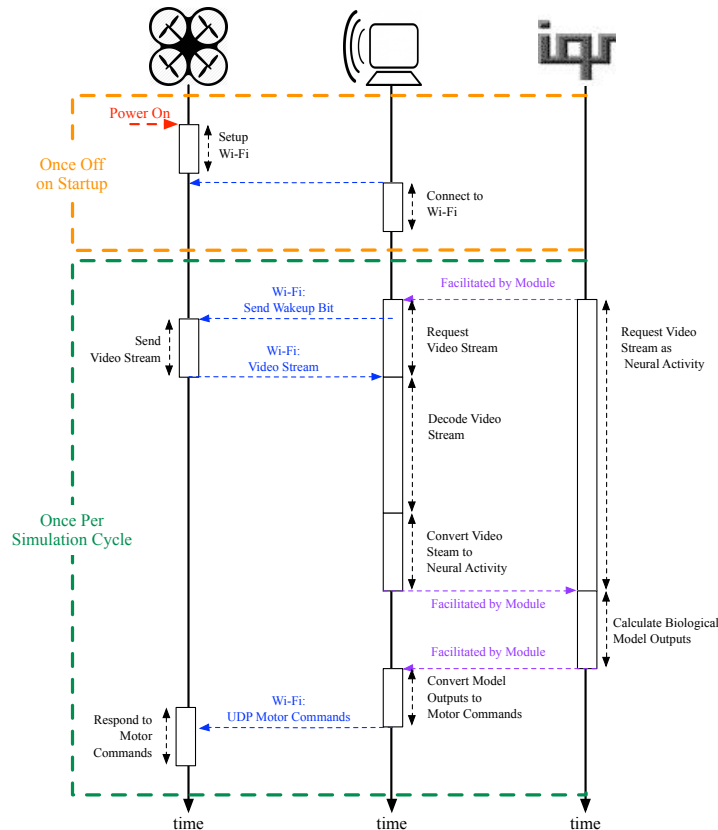 iqr
Power On
Setup
Wi-Fi
Once Off
on Startup
Connect to
Wi-Fi
Facilitated by Module
Wi-Fi:
Send Wakeup Bit
Request
Video Stream
Request Video
Stream as
Neural Activity
Send
Video Stream
Wi-Fi:
Video Stream
Decode Video
Stream
Once Per
Simulation Cycle
Convert Video
Steam to
Neural Activity
Facilitated by Module
Calculate Biological
Model Outputs
Facilitated by Module
Convert Model
Outputs to
Motor Commands
Wi-Fi:
UDP Motor Commands
Respond to
Motor
Commands
time
time
time